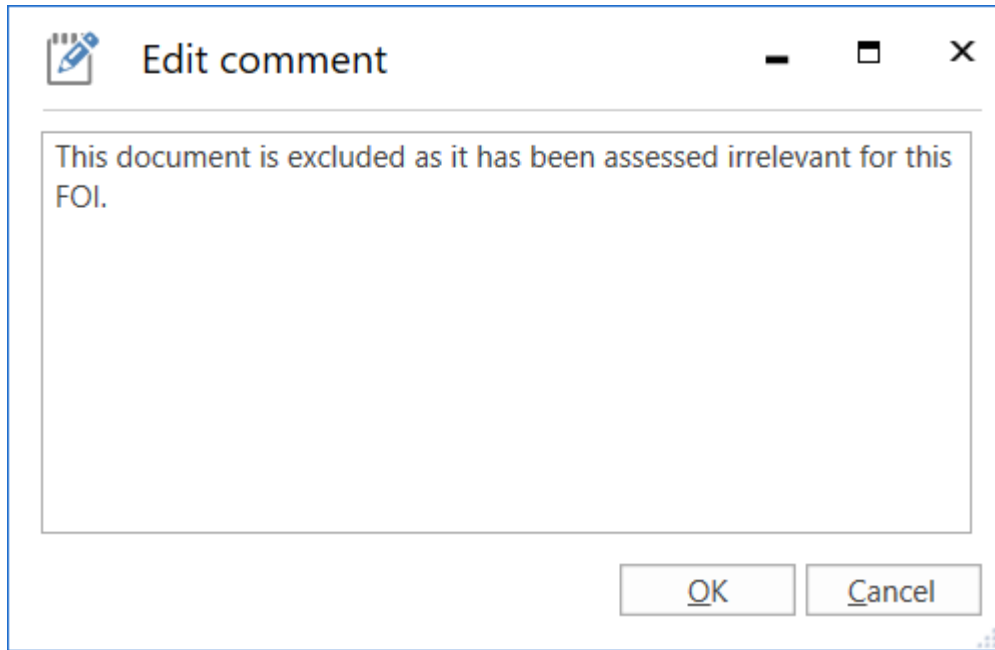 Edit comment
This document is excluded as it has been assessed irrelevant for this
FOI.
OK
Cancel